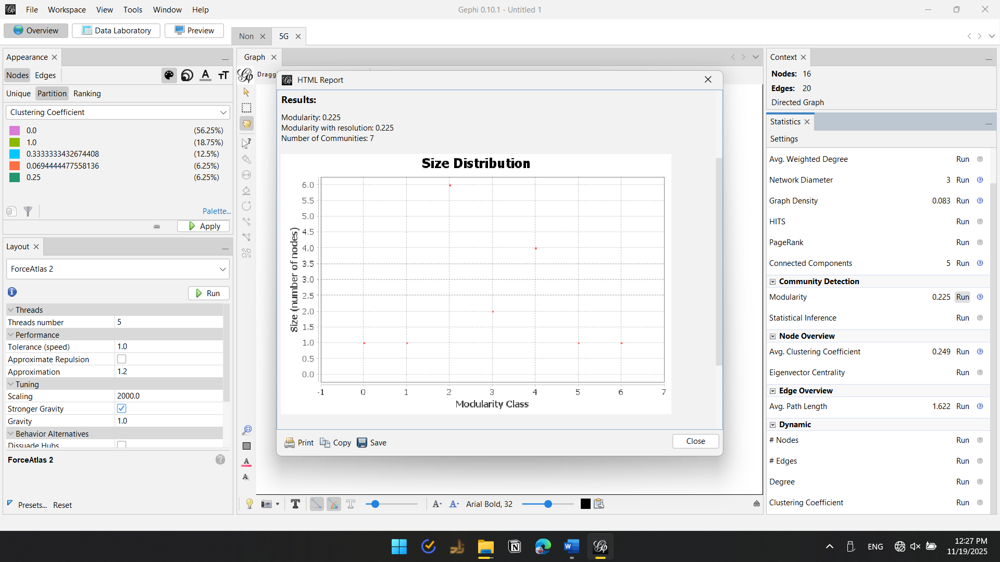 File Workspace View Tools Window Help
Gephi 0.10.1 - Untitled 1
Overview Data Laboratory Preview
Non 5G
Appearance
Nodes Edges
Unique Partition Ranking
Clustering Coefficient
0.0 (56.25%)
1.0 (18.75%)
0.3333333432674408 (12.5%)
0.0694444477558136 (6.25%)
0.25 (6.25%)
Palette...
Apply
Layout
ForceAtlas 2
Run
Threads
Threads number 5
Performance
Tolerance (speed) 1.0
Approximate Repulsion
Approximation 1.2
Tuning
Scaling 2000.0
Stronger Gravity
Gravity 1.0
Behavior Alternatives
Dissuade Hubs
ForceAtlas 2
Presets... Reset
Graph
Dragg
HTML Report
Results:
Modularity: 0.225
Modularity with resolution: 0.225
Number of Communities: 7
Size Distribution
Size (number of nodes)
6.0
5.5
5.0
4.5
4.0
3.5
3.0
2.5
2.0
1.5
1.0
0.5
0.0
-1 0 1 2 3 4 5 6 7
Modularity Class
Print Copy Save Close
Arial Bold, 32
Context
Nodes: 16
Edges: 20
Directed Graph
Statistics
Settings
Avg. Weighted Degree Run
Network Diameter 3 Run
Graph Density 0.083 Run
HITS Run
PageRank Run
Connected Components 5 Run
Community Detection
Modularity 0.225 Run
Statistical Inference Run
Node Overview
Avg. Clustering Coefficient 0.249 Run
Eigenvector Centrality Run
Edge Overview
Avg. Path Length 1.622 Run
Dynamic
# Nodes Run
# Edges Run
Degree Run
Clustering Coefficient Run
ENG
12:27 PM
11/19/2025